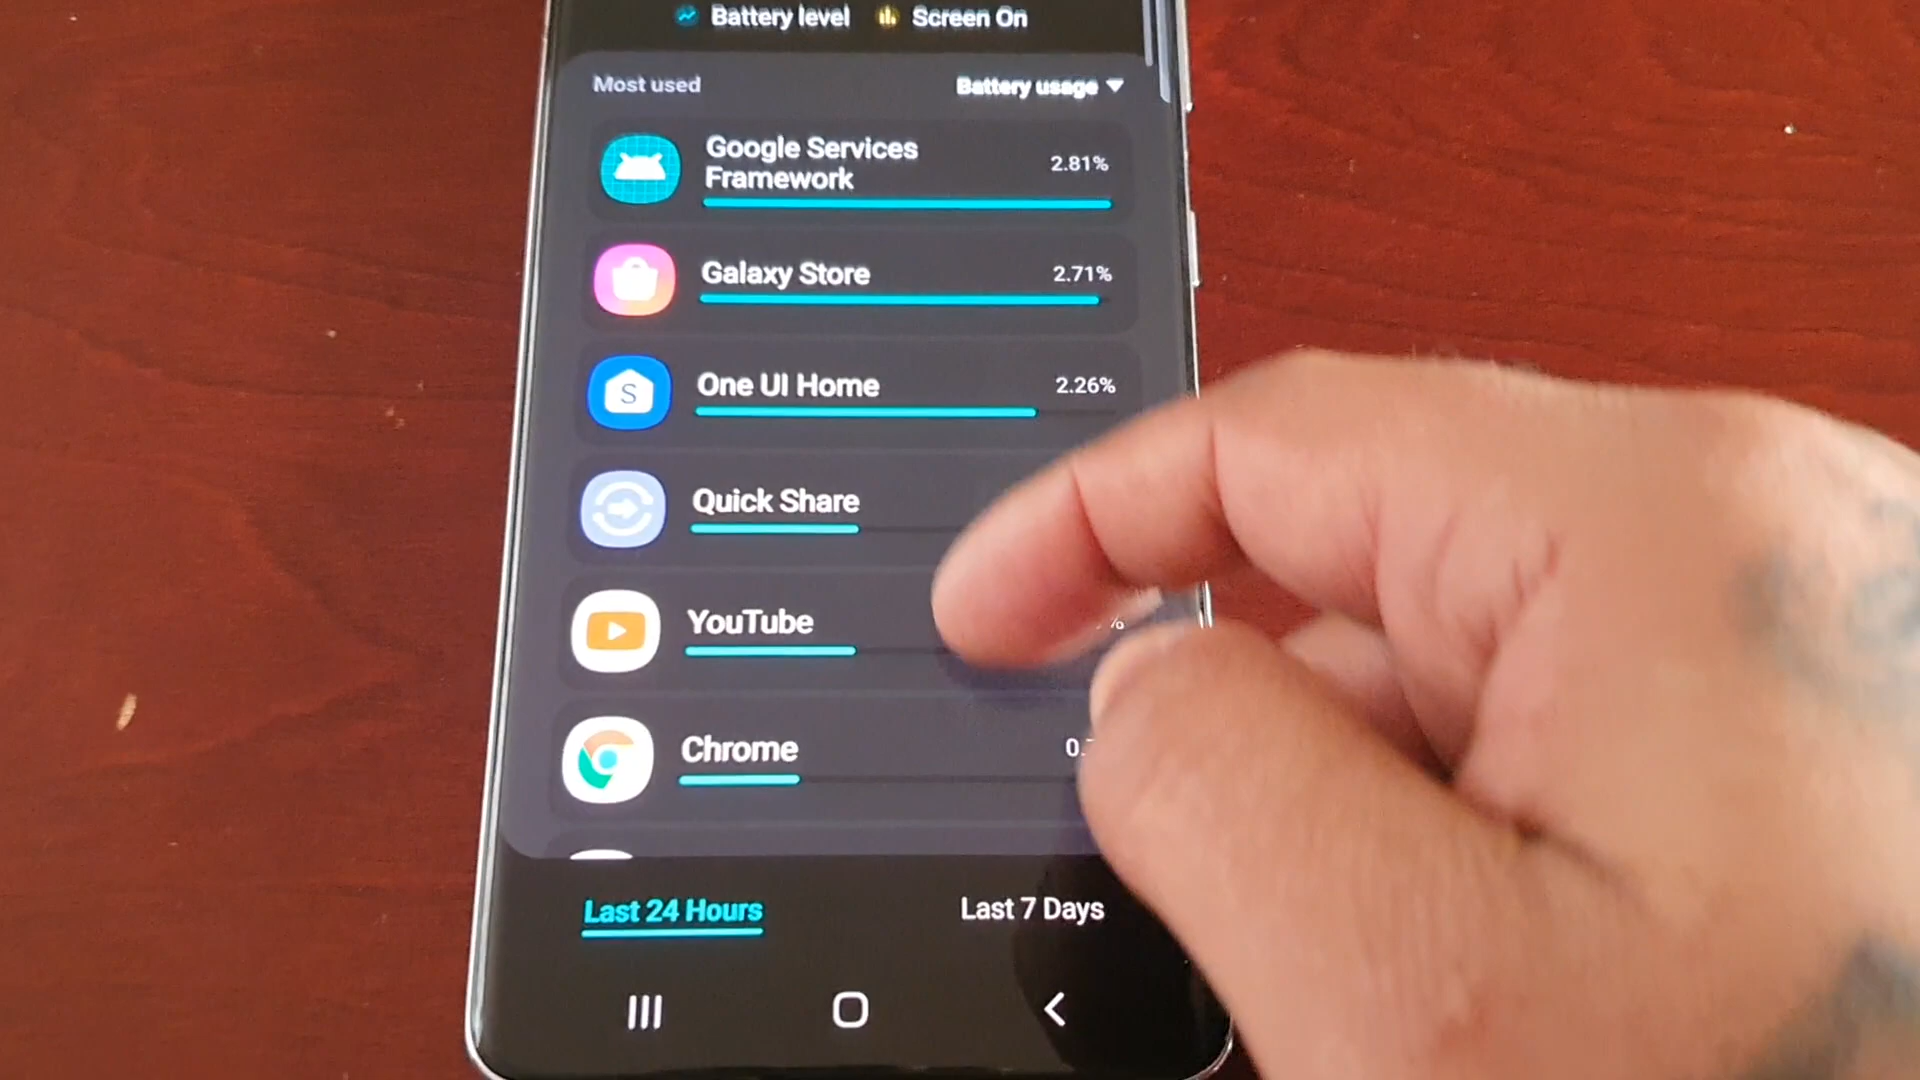 Battery level Screen On
Most used Battery usage
Google Services
Framework
2.81%
Galaxy Store 2.71%
One UI Home 2.26%
S
Quick Share
YouTube %
Chrome 0.
Last 24 Hours Last 7 Days